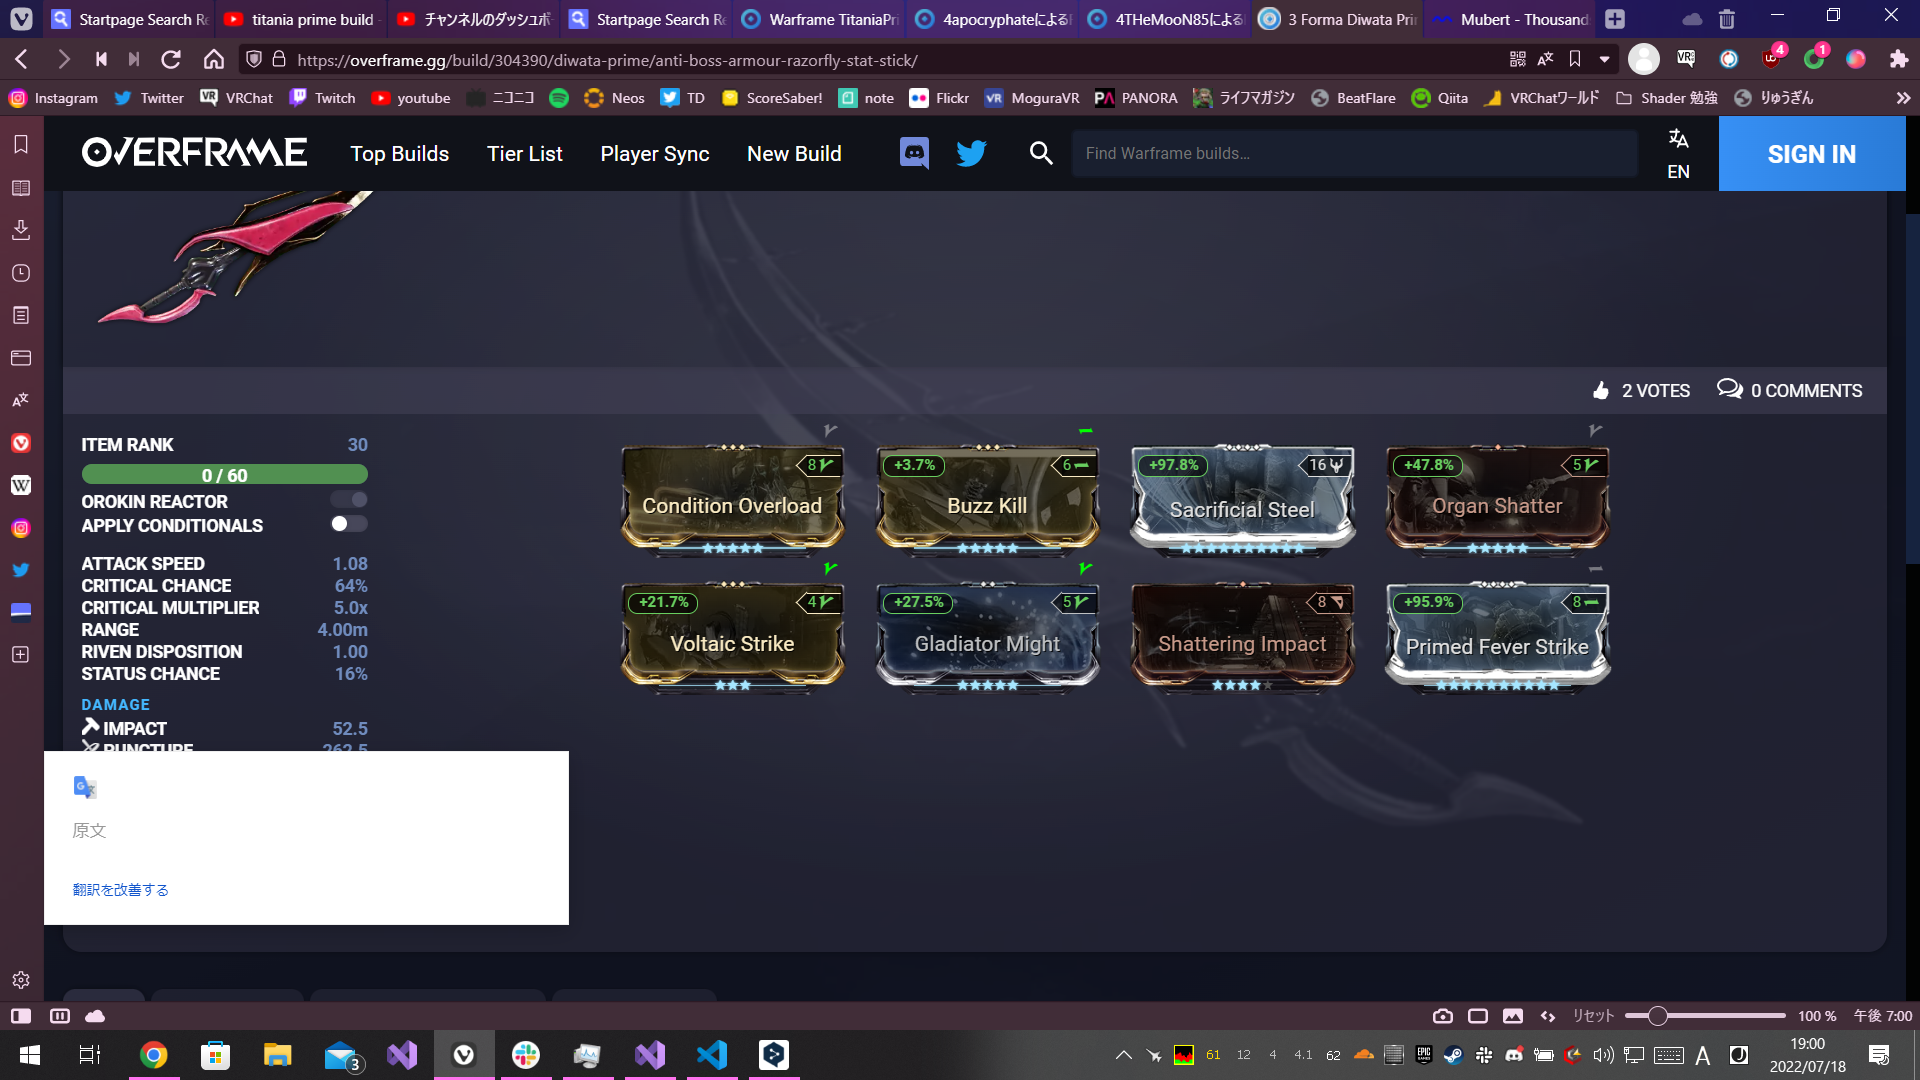 Startpage Search Re
titania prime build -
チャンネルのダッシュボー
Startpage Search Re
Warframe TitaniaPri
4apocryphateによる
4THeMooN85による
3 Forma Diwata Prin
Mubert - Thousands
https://overframe.gg/build/304390/diwata-prime/anti-boss-armour-razorfly-stat-stick/
4
1
Instagram
Twitter
VRChat
Twitch
youtube
ニコニコ
Neos
TD
ScoreSaber!
note
Flickr
MoguraVR
PANORA
ライフマガジン
BeatFlare
Qiita
VRChatワールド
Shader 勉強
りゅうぎん
OVERFRAME
Top Builds
Tier List
Player Sync
New Build
Find Warframe builds...
EN
SIGN IN
2 VOTES
0 COMMENTS
ITEM RANK 30
0 / 60
OROKIN REACTOR
APPLY CONDITIONALS
ATTACK SPEED 1.08
CRITICAL CHANCE 64%
CRITICAL MULTIPLIER 5.0x
RANGE 4.00m
RIVEN DISPOSITION 1.00
STATUS CHANCE 16%
DAMAGE
IMPACT 52.5
PUNCTURE 262.5
8
Condition Overload
+3.7% 6
Buzz Kill
+97.8% 16
Sacrificial Steel
+47.8% 5
Organ Shatter
+21.7% 4
Voltaic Strike
+27.5% 5
Gladiator Might
8
Shattering Impact
+95.9% 8
Primed Fever Strike
原文
翻訳を改善する
リセット
100 %
午後 7:00
3
61
12
4
4.1
62
A
19:00
2022/07/18